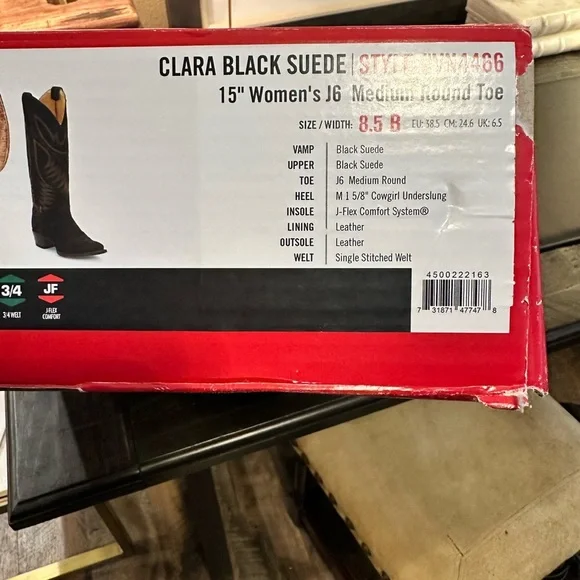 CLARA BLACK SUEDE | STYLE #VN4466
15" Women's J6 Medium Round Toe
SIZE / WIDTH: 8.5 B EU: 38.5 CM: 24.6 UK: 6.5
VAMP Black Suede
UPPER Black Suede
TOE J6 Medium Round
HEEL M 1 5/8" Cowgirl Underslung
INSOLE J-Flex Comfort System®
LINING Leather
OUTSOLE Leather
WELT Single Stitched Welt
3/4
3/4 WELT
JF
J-FLEX
COMFORT
4500222163
7 31871 47747 8